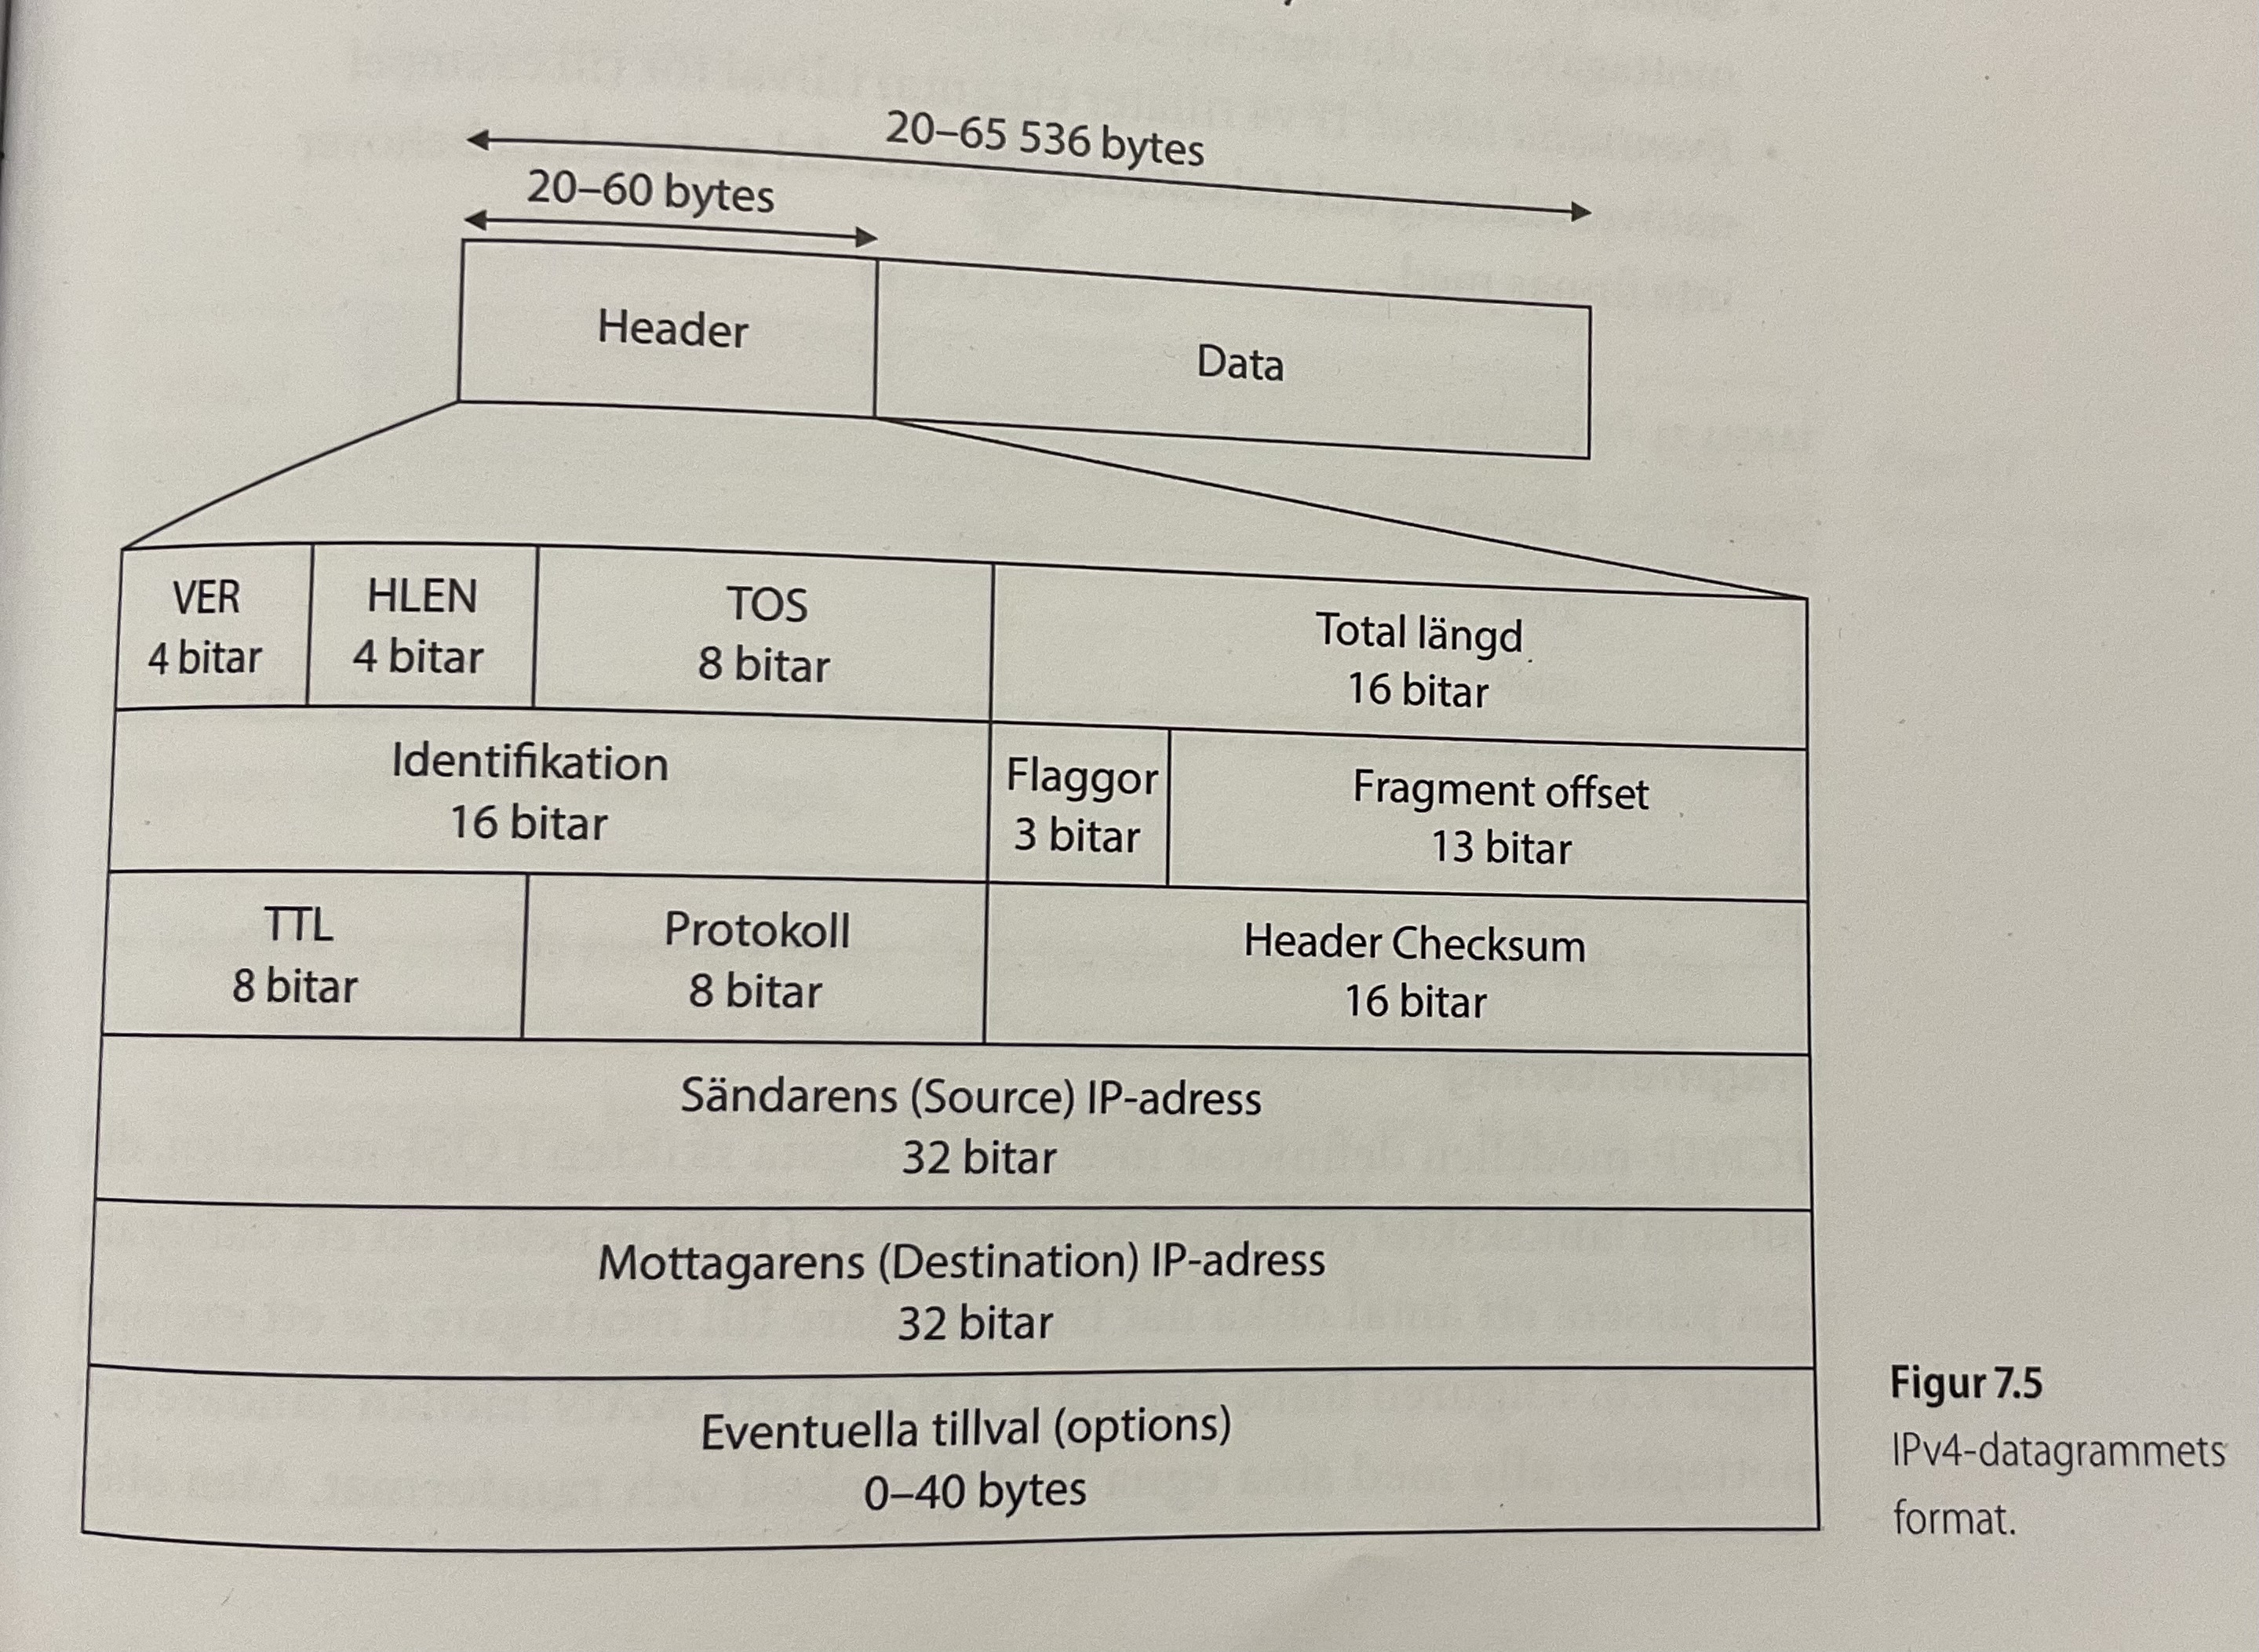 20–65 536 bytes
20–60 bytes
Header
Data
VER
4 bitar
HLEN
4 bitar
TOS
8 bitar
Total längd
16 bitar
Identifikation
16 bitar
Flaggor
3 bitar
Fragment offset
13 bitar
TTL
8 bitar
Protokoll
8 bitar
Header Checksum
16 bitar
Sändarens (Source) IP-adress
32 bitar
Mottagarens (Destination) IP-adress
32 bitar
Eventuella tillval (options)
0–40 bytes
Figur 7.5
IPv4-datagrammets
format.